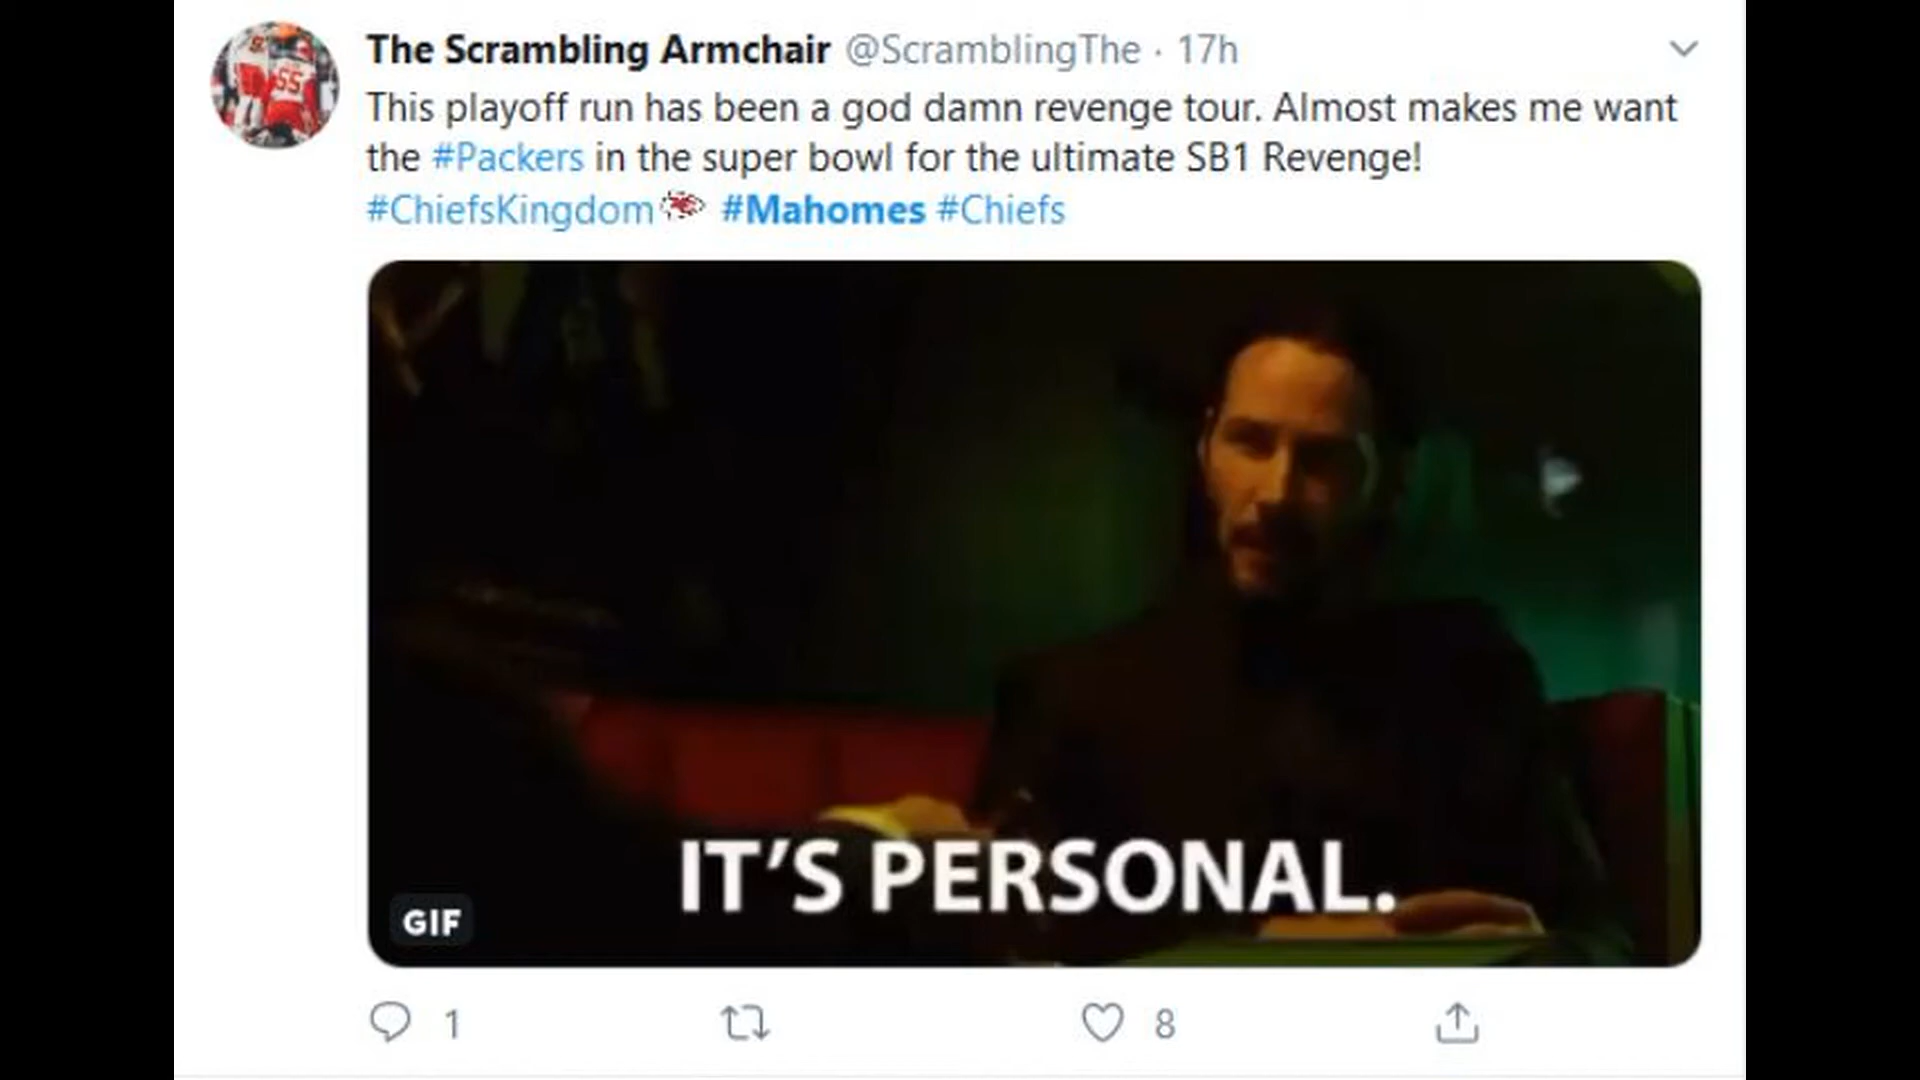 The Scrambling Armchair @ScramblingThe · 17h
This playoff run has been a god damn revenge tour. Almost makes me want
the #Packers in the super bowl for the ultimate SB1 Revenge!
#ChiefsKingdom #Mahomes #Chiefs
55
IT'S PERSONAL.
GIF
1 8